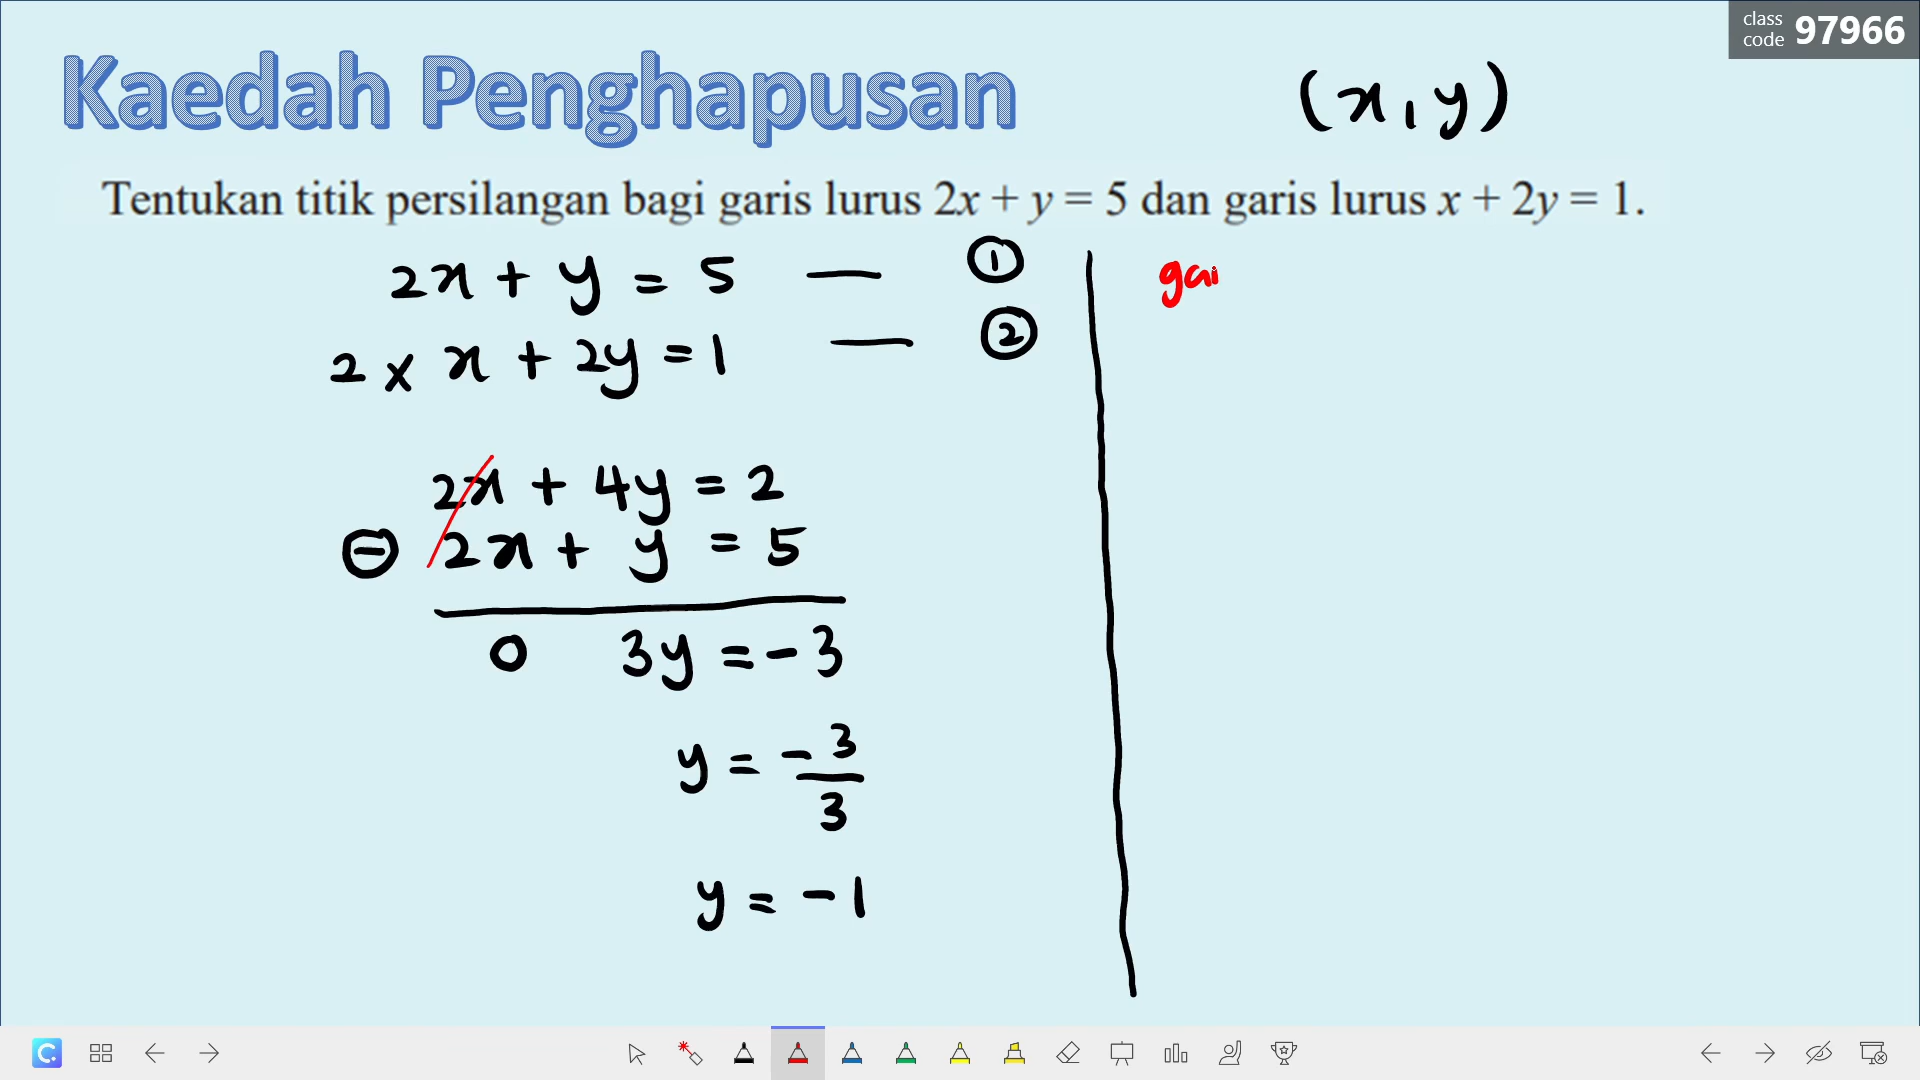 class code 97966
Kaedah Penghapusan
(x, y)
Tentukan titik persilangan bagi garis lurus 2x + y = 5 dan garis lurus x + 2y = 1.
2x + y = 5 — ①
2 × x + 2y = 1 — ②
2x + 4y = 2
⊖ 2x + y = 5
0 3y = -3
y = -3/3
y = -1
gai